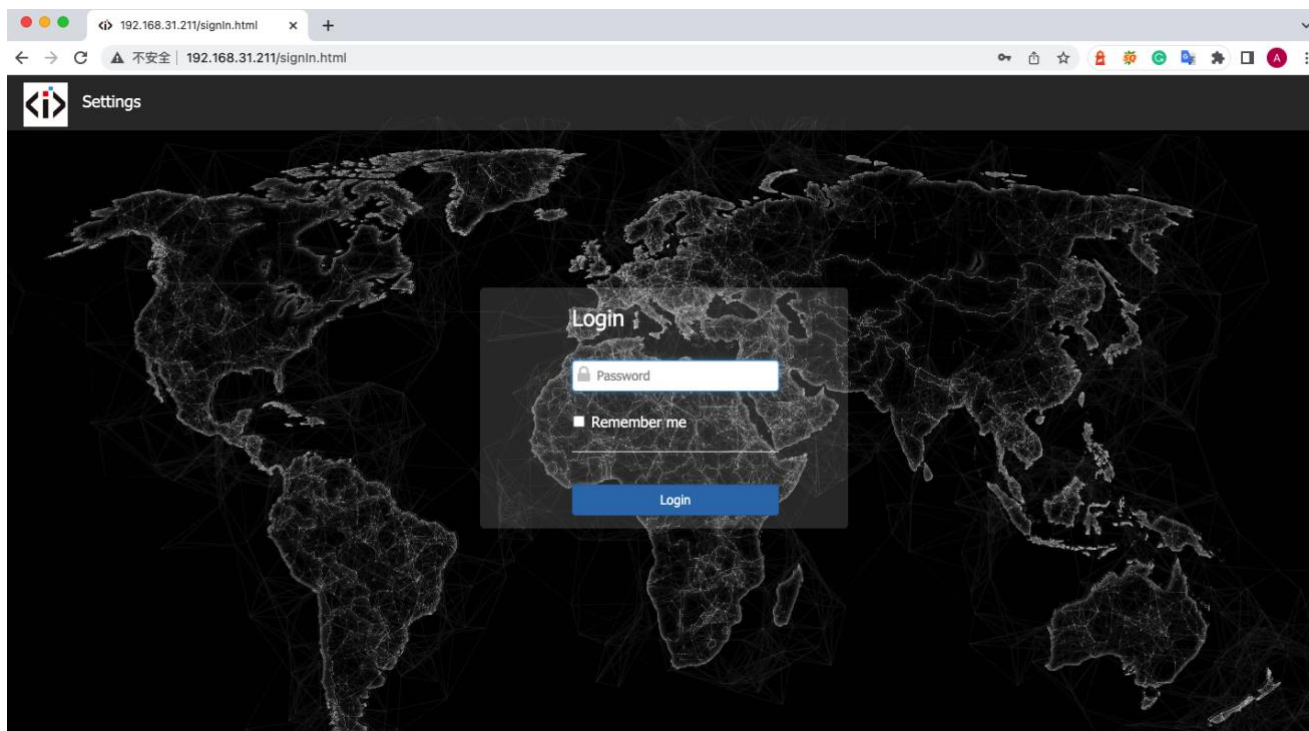 <i> 192.168.31.211/signIn.html
不安全 192.168.31.211/signIn.html
A
<i> Settings
Login
Password
Remember me
Login